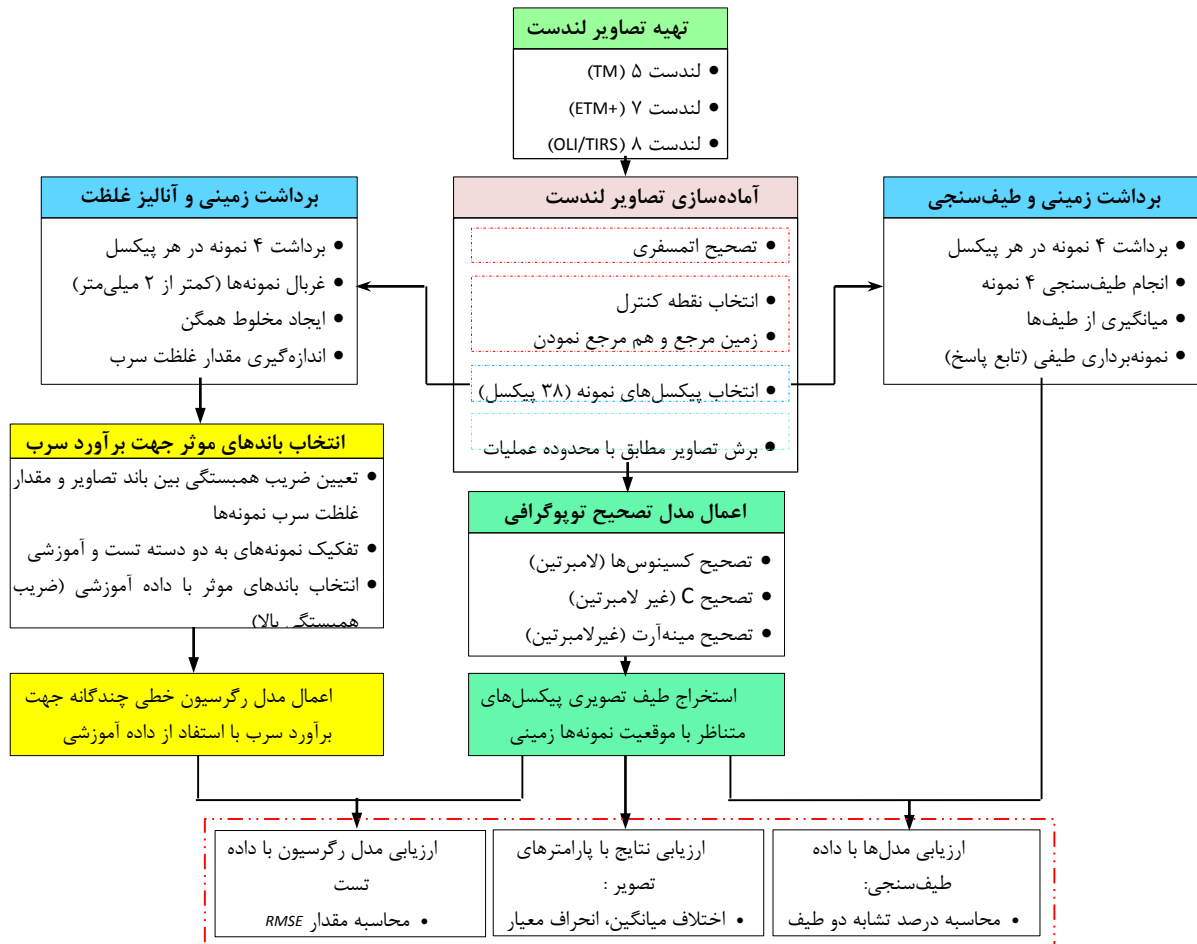 تهیه تصاویر لندست
• لندست ۵ (TM)
• لندست ۷ (ETM+)
• لندست ۸ (OLI/TIRS)
برداشت زمینی و طیف‌سنجی
• برداشت ۴ نمونه در هر پیکسل
• انجام طیف‌سنجی ۴ نمونه
• میانگیری از طیف‌ها
• نمونه‌برداری طیفی (تابع پاسخ)
آماده‌سازی تصاویر لندست
• تصحیح اتمسفری
• انتخاب نقطه کنترل
• زمین مرجع و هم مرجع نمودن
• انتخاب پیکسل‌های نمونه (۳۸ پیکسل)
• برش تصاویر مطابق با محدوده عملیات
برداشت زمینی و آنالیز غلظت
• برداشت ۴ نمونه در هر پیکسل
• غربال نمونه‌ها (کمتر از ۲ میلی‌متر)
• ایجاد مخلوط همگن
• اندازه‌گیری مقدار غلظت سرب
اعمال مدل تصحیح توپوگرافی
• تصحیح کسینوس‌ها (لامبرتین)
• تصحیح C (غیر لامبرتین)
• تصحیح مینه‌آرت (غیرلامبرتین)
انتخاب باندهای موثر جهت برآورد سرب
• تعیین ضریب همبستگی بین باند تصاویر و مقدار
غلظت سرب نمونه‌ها
• تفکیک نمونه‌های به دو دسته تست و آموزشی
• انتخاب باندهای موثر با داده آموزشی (ضریب
همبستگی بالا)
استخراج طیف تصویری پیکسل‌های
متناظر با موقعیت نمونه‌ها زمینی
اعمال مدل رگرسیون خطی چندگانه جهت
برآورد سرب با استفاد از داده آموزشی
ارزیابی مدل‌ها با داده
طیف‌سنجی:
• محاسبه درصد تشابه دو طیف
ارزیابی نتایج با پارامترهای
تصویر :
• اختلاف میانگین، انحراف معیار
ارزیابی مدل رگرسیون با داده
تست
• محاسبه مقدار RMSE